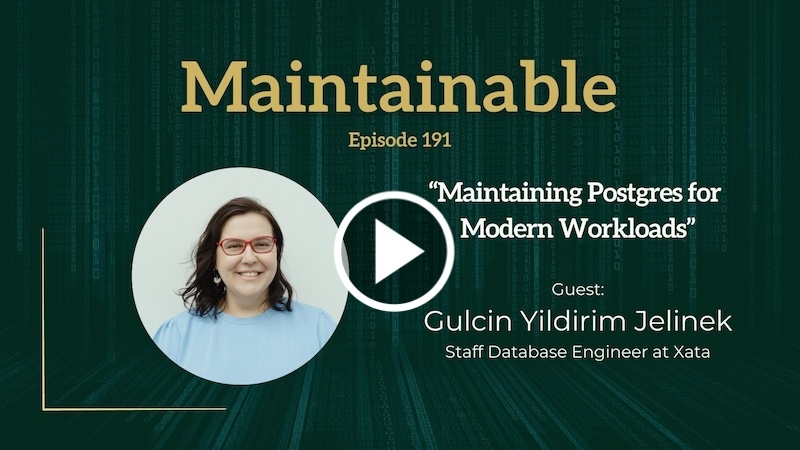 Maintainable
Episode 191
“Maintaining Postgres for
Modern Workloads”
Guest:
Gulcin Yildirim Jelinek
Staff Database Engineer at Xata